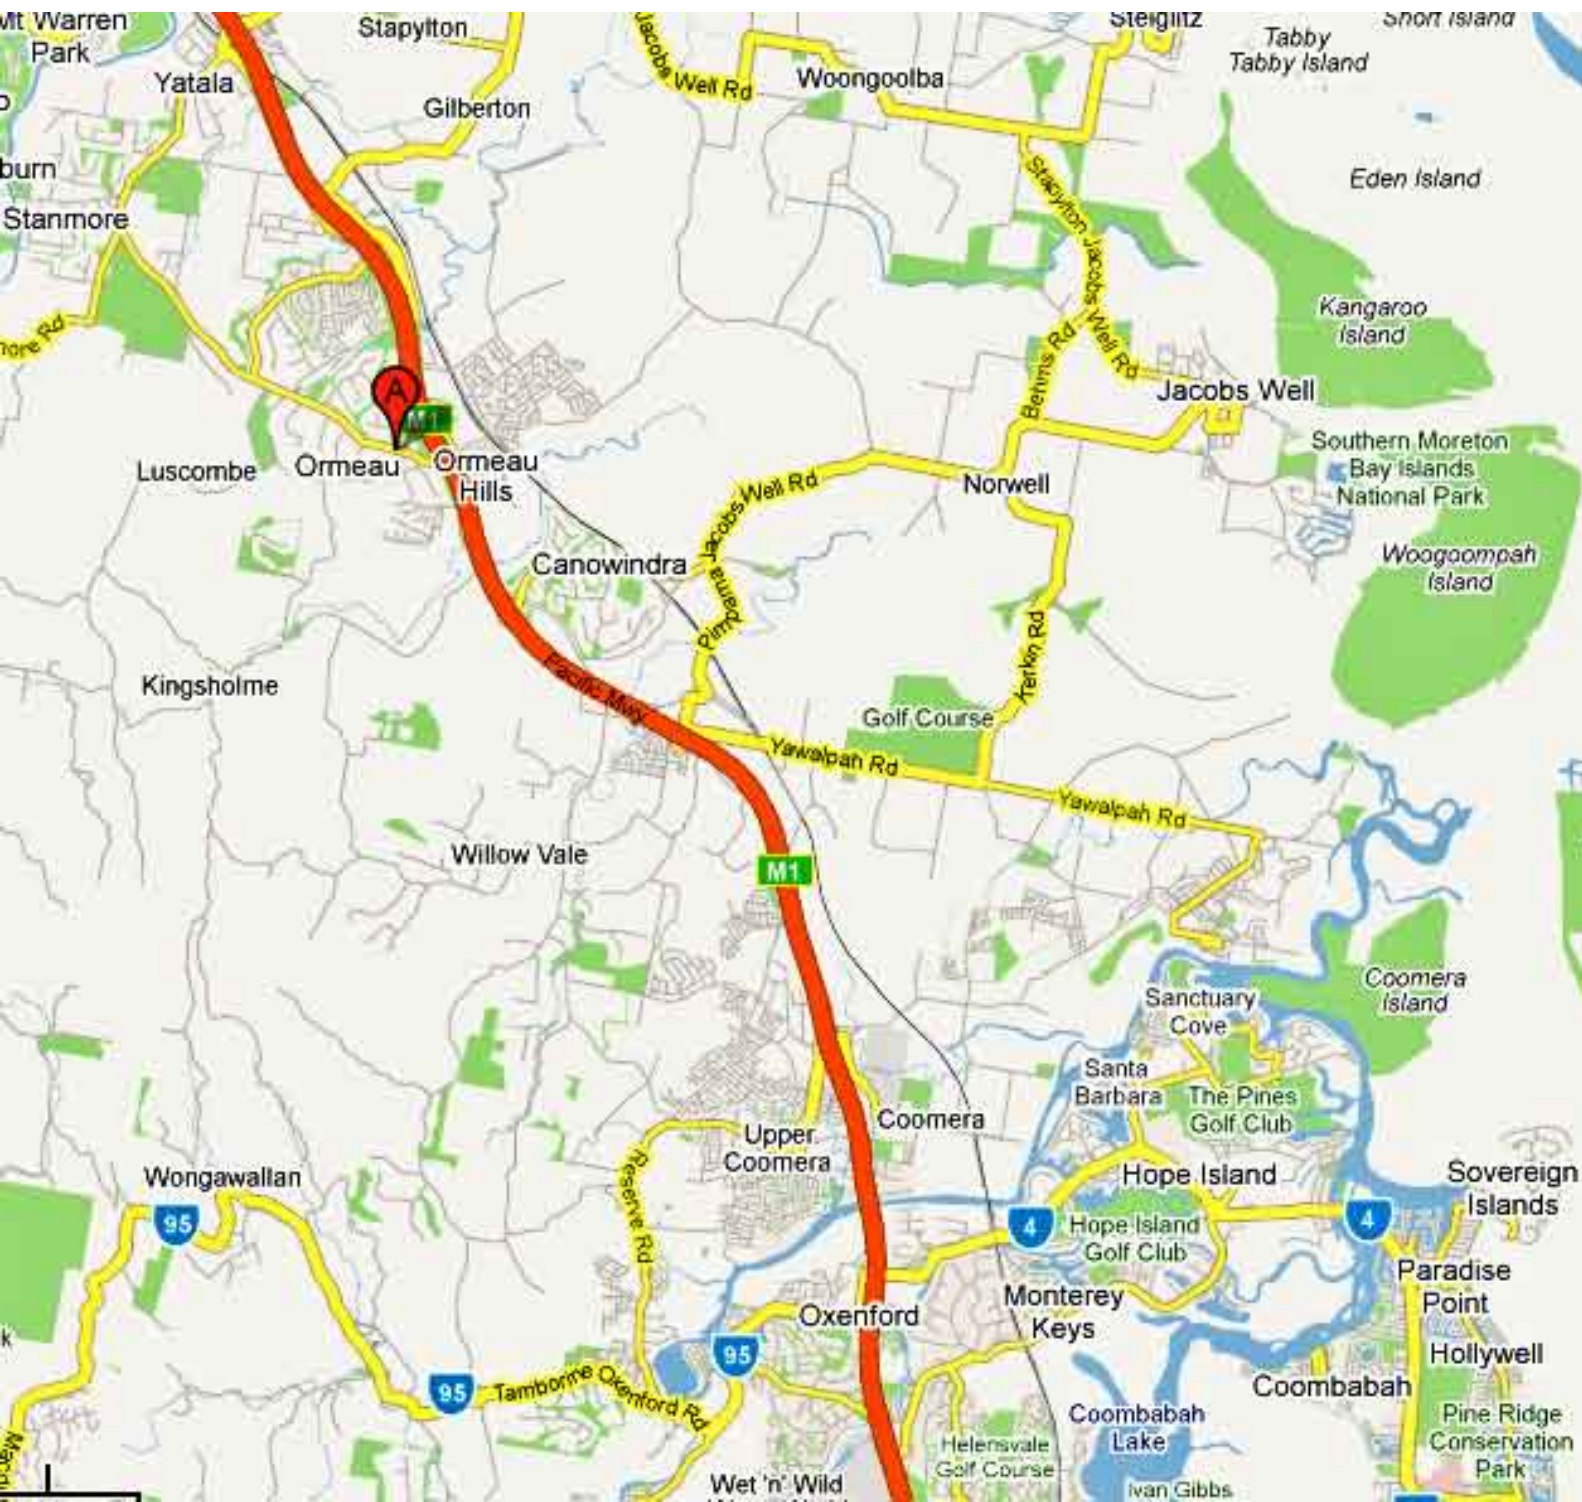 Mt Warren
Park
Stapylton
Steiglitz
Short Island
Tabby
Tabby Island
Yatala
Gilberton
Jacobs Well Rd
Woongoolba
burn
Stanmore
Stapylton Jacobs Well Rd
Eden Island
Kangaroo
Island
more Rd
A
M1
Behms Rd
Jacobs Well
Luscombe
Ormeau
Ormeau
Hills
Pimpama Jacobs Well Rd
Norwell
Southern Moreton
Bay Islands
National Park
Canowindra
Woogoompah
Island
Kingsholme
Pacific Mwy
Kerkin Rd
Golf Course
Yawalpah Rd
Yawalpah Rd
Willow Vale
M1
Coomera
Island
Sanctuary
Cove
Santa
Barbara
The Pines
Golf Club
Coomera
Upper
Coomera
Reserve Rd
Wongawallan
95
Hope Island
4
Hope Island
Golf Club
4
Sovereign
Islands
Paradise
Point
Monterey
Keys
Oxenford
95
95
Tamborine Oxenford Rd
Hollywell
Coombabah
Coombabah
Lake
Pine Ridge
Conservation
Park
Helensvale
Golf Course
Wet 'n' Wild
Ivan Gibbs